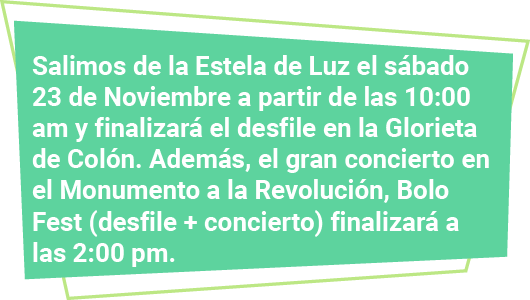 Salimos de la Estela de Luz el sábado
23 de Noviembre a partir de las 10:00
am y finalizará el desfile en la Glorieta
de Colón. Además, el gran concierto en
el Monumento a la Revolución, Bolo
Fest (desfile + concierto) finalizará a
las 2:00 pm.